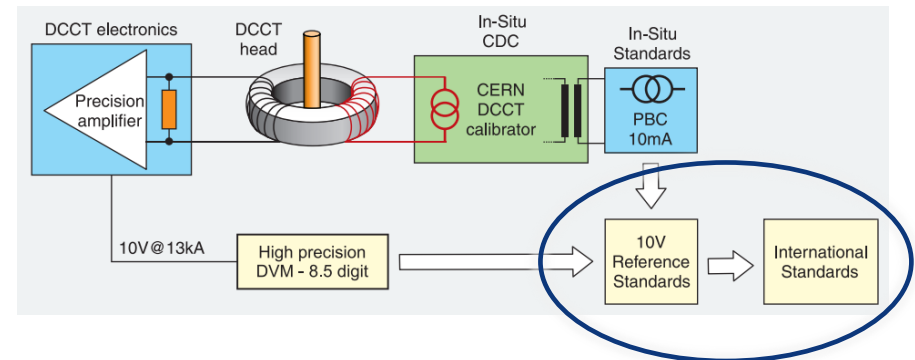 DCCT electronics
Precision
amplifier
DCCT
head
In-Situ
CDC
CERN
DCCT
calibrator
In-Situ
Standards
PBC
10mA
10V@13kA
High precision
DVM - 8.5 digit
10V
Reference
Standards
International
Standards